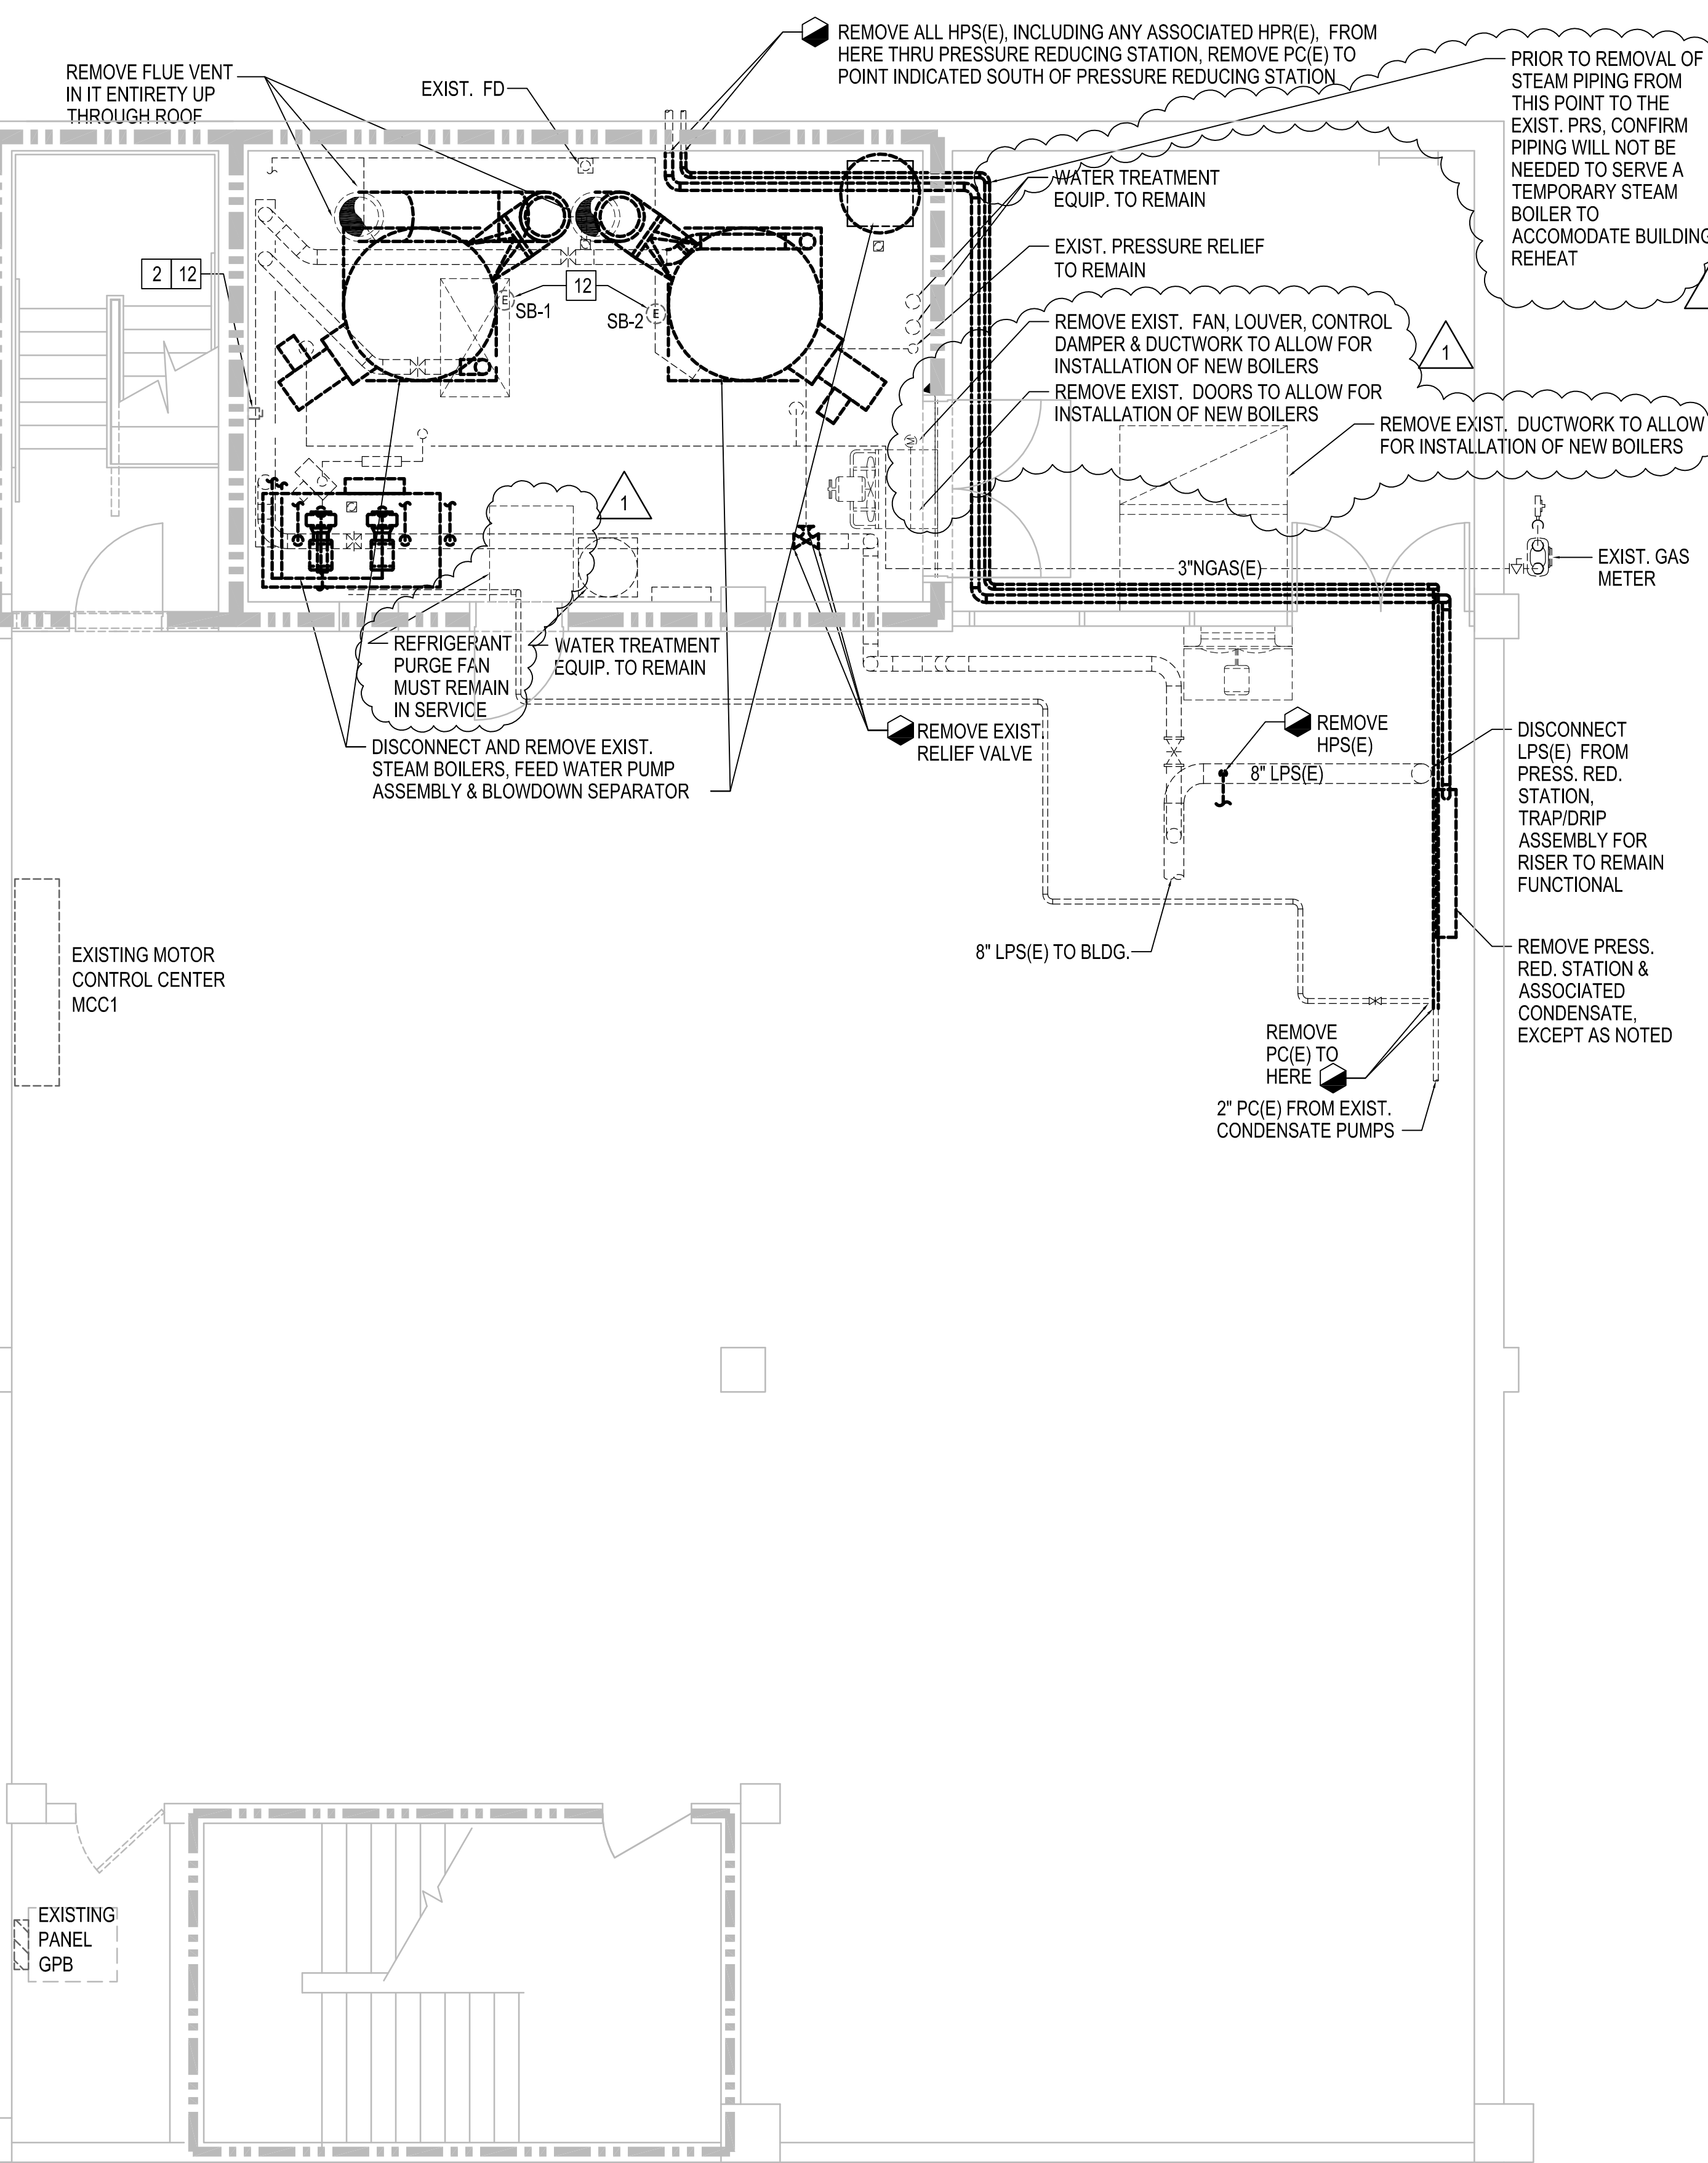 REMOVE ALL HPS(E), INCLUDING ANY ASSOCIATED HPR(E), FROM
HERE THRU PRESSURE REDUCING STATION, REMOVE PC(E) TO
POINT INDICATED SOUTH OF PRESSURE REDUCING STATION
REMOVE FLUE VENT
IN IT ENTIRETY UP
THROUGH ROOF
EXIST. FD
PRIOR TO REMOVAL OF
STEAM PIPING FROM
THIS POINT TO THE
EXIST. PRS, CONFIRM
PIPING WILL NOT BE
NEEDED TO SERVE A
TEMPORARY STEAM
BOILER TO
ACCOMODATE BUILDING
REHEAT
WATER TREATMENT
EQUIP. TO REMAIN
EXIST. PRESSURE RELIEF
TO REMAIN
2 12
12
E
SB-1
SB-2
E
REMOVE EXIST. FAN, LOUVER, CONTROL
DAMPER & DUCTWORK TO ALLOW FOR
INSTALLATION OF NEW BOILERS
1
REMOVE EXIST. DOORS TO ALLOW FOR
INSTALLATION OF NEW BOILERS
REMOVE EXIST. DUCTWORK TO ALLOW
FOR INSTALLATION OF NEW BOILERS
M
1
3"NGAS(E)
EXIST. GAS
METER
REFRIGERANT
PURGE FAN
MUST REMAIN
IN SERVICE
WATER TREATMENT
EQUIP. TO REMAIN
DISCONNECT AND REMOVE EXIST.
STEAM BOILERS, FEED WATER PUMP
ASSEMBLY & BLOWDOWN SEPARATOR
REMOVE EXIST.
RELIEF VALVE
REMOVE
HPS(E)
8" LPS(E)
DISCONNECT
LPS(E) FROM
PRESS. RED.
STATION,
TRAP/DRIP
ASSEMBLY FOR
RISER TO REMAIN
FUNCTIONAL
8" LPS(E) TO BLDG.
REMOVE PRESS.
RED. STATION &
ASSOCIATED
CONDENSATE,
EXCEPT AS NOTED
EXISTING MOTOR
CONTROL CENTER
MCC1
REMOVE
PC(E) TO
HERE
2" PC(E) FROM EXIST.
CONDENSATE PUMPS
EXISTING
PANEL
GPB